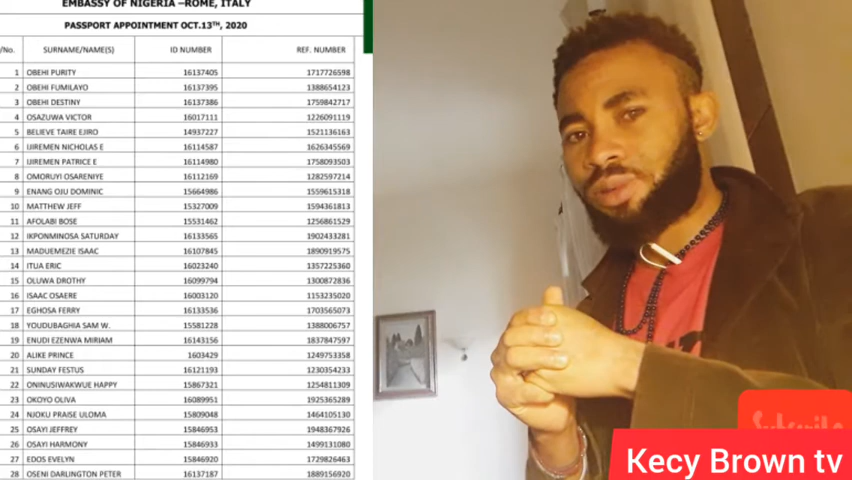 EMBASSY OF NIGERIA –ROME, ITALY
PASSPORT APPOINTMENT OCT.13TH, 2020
/No. SURNAME/NAME(S) ID NUMBER REF. NUMBER
1 OBEHI PURITY 16137405 1717726598
2 OBEHI FUMILAYO 16137395 1388654123
3 OBEHI DESTINY 16137386 1759842717
4 OSAZUWA VICTOR 16017111 1226091119
5 BELIEVE TAIRE EJIRO 14937227 1521136163
6 IJIREMEN NICHOLAS E 16114587 1626345569
7 IJIREMEN PATRICE E 16114980 1758093503
8 OMORUYI OSARENIYE 16112169 1282597214
9 ENANG OJU DOMINIC 15664986 1559615318
10 MATTHEW JEFF 15327009 1594361813
11 AFOLABI BOSE 15531462 1256861529
12 IKPONMINOSA SATURDAY 16133565 1902433281
13 MADUEMEZIE ISAAC 16107845 1890919575
14 ITUA ERIC 16023240 1357225360
15 OLUWA DROTHY 16099794 1300872836
16 ISAAC OSAERE 16003120 1153235020
17 EGHOSA FERRY 16133536 1703565073
18 YOUDUBAGHIA SAM W. 15581228 1388006757
19 ENUDI EZENWA MIRIAM 16143156 1837847597
20 ALIKE PRINCE 1603429 1249753358
21 SUNDAY FESTUS 16121193 1230354233
22 ONINUSIWAKWUE HAPPY 15867321 1254811309
23 OKOYO OLIVA 16089951 1925365289
24 NJOKU PRAISE ULOMA 15809048 1464105130
25 OSAYI JEFFREY 15846953 1948367926
26 OSAYI HARMONY 15846933 1499131080
27 EDOS EVELYN 15846920 1729826463
28 OSENI DARLINGTON PETER 16137187 1889156920
Subscribe
Kecy Brown tv